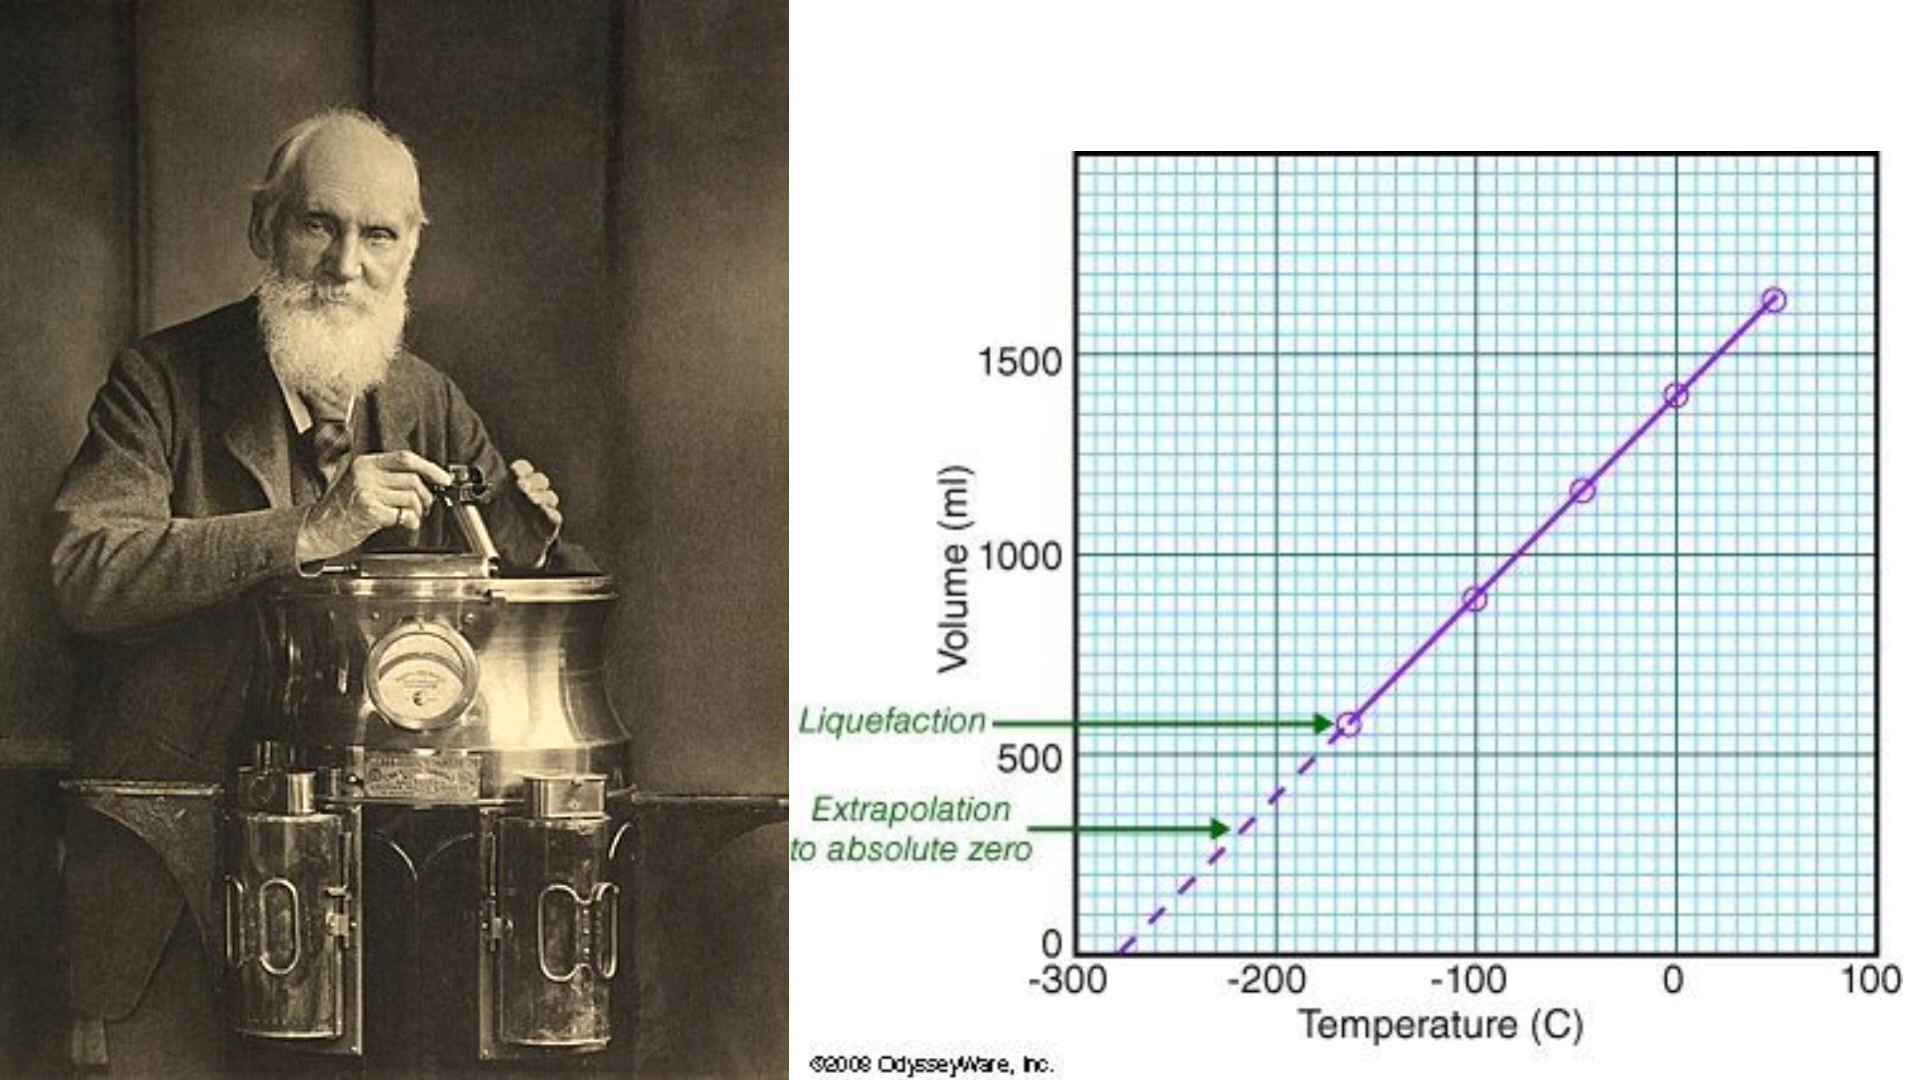 1500
1000
500
0
Volume (ml)
Liquefaction
Extrapolation
to absolute zero
-300 -200 -100 0 100
Temperature (C)
©2008 OdysseyWare, Inc.